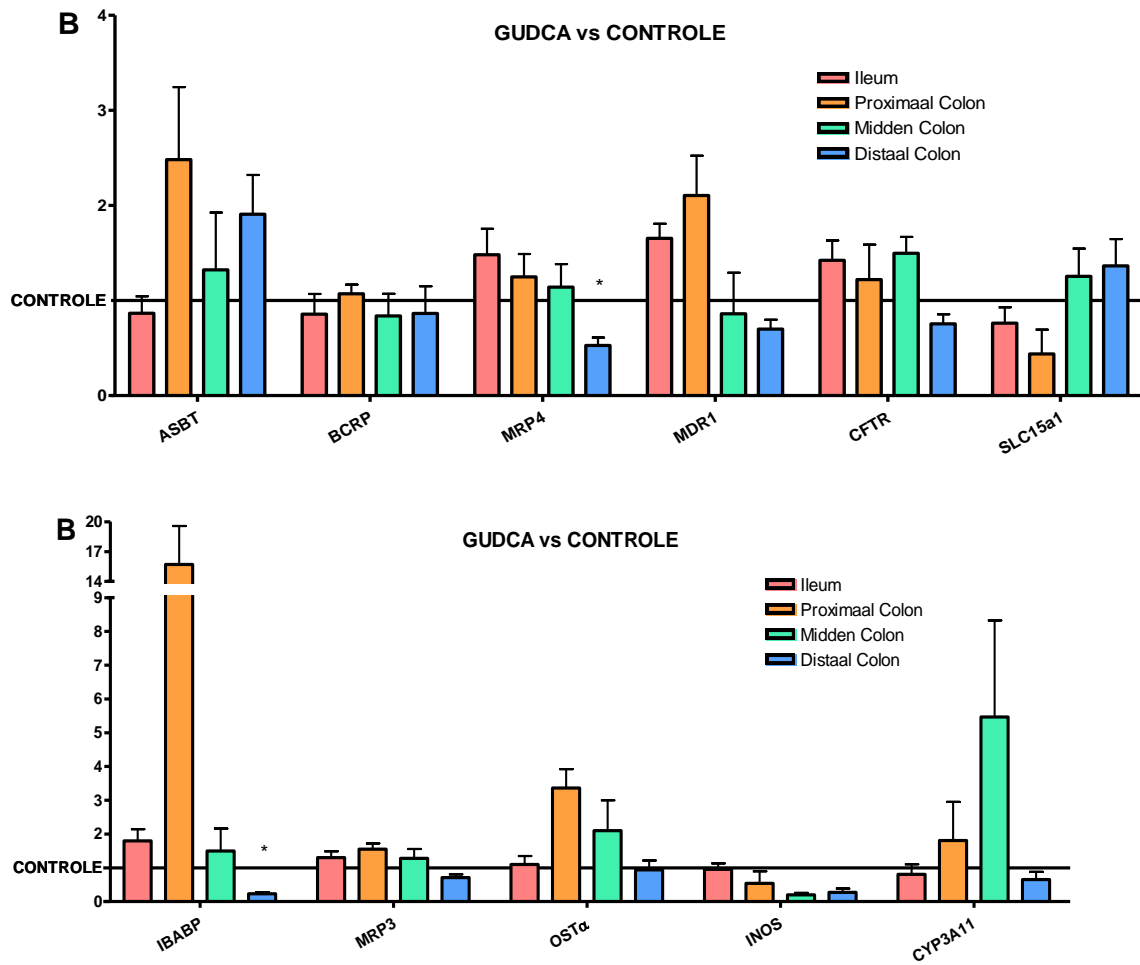 B
GUDCA vs CONTROLE
4
3
2
CONTROLE
0
Ileum
Proximaal Colon
Midden Colon
Distaal Colon
*
ASBT
BCRP
MRP4
MDR1
CFTR
SLC15a1
B
GUDCA vs CONTROLE
20
17
14
9
8
7
6
5
4
3
2
CONTROLE
0
Ileum
Proximaal Colon
Midden Colon
Distaal Colon
*
IBABP
MRP3
OSTα
INOS
CYP3A11